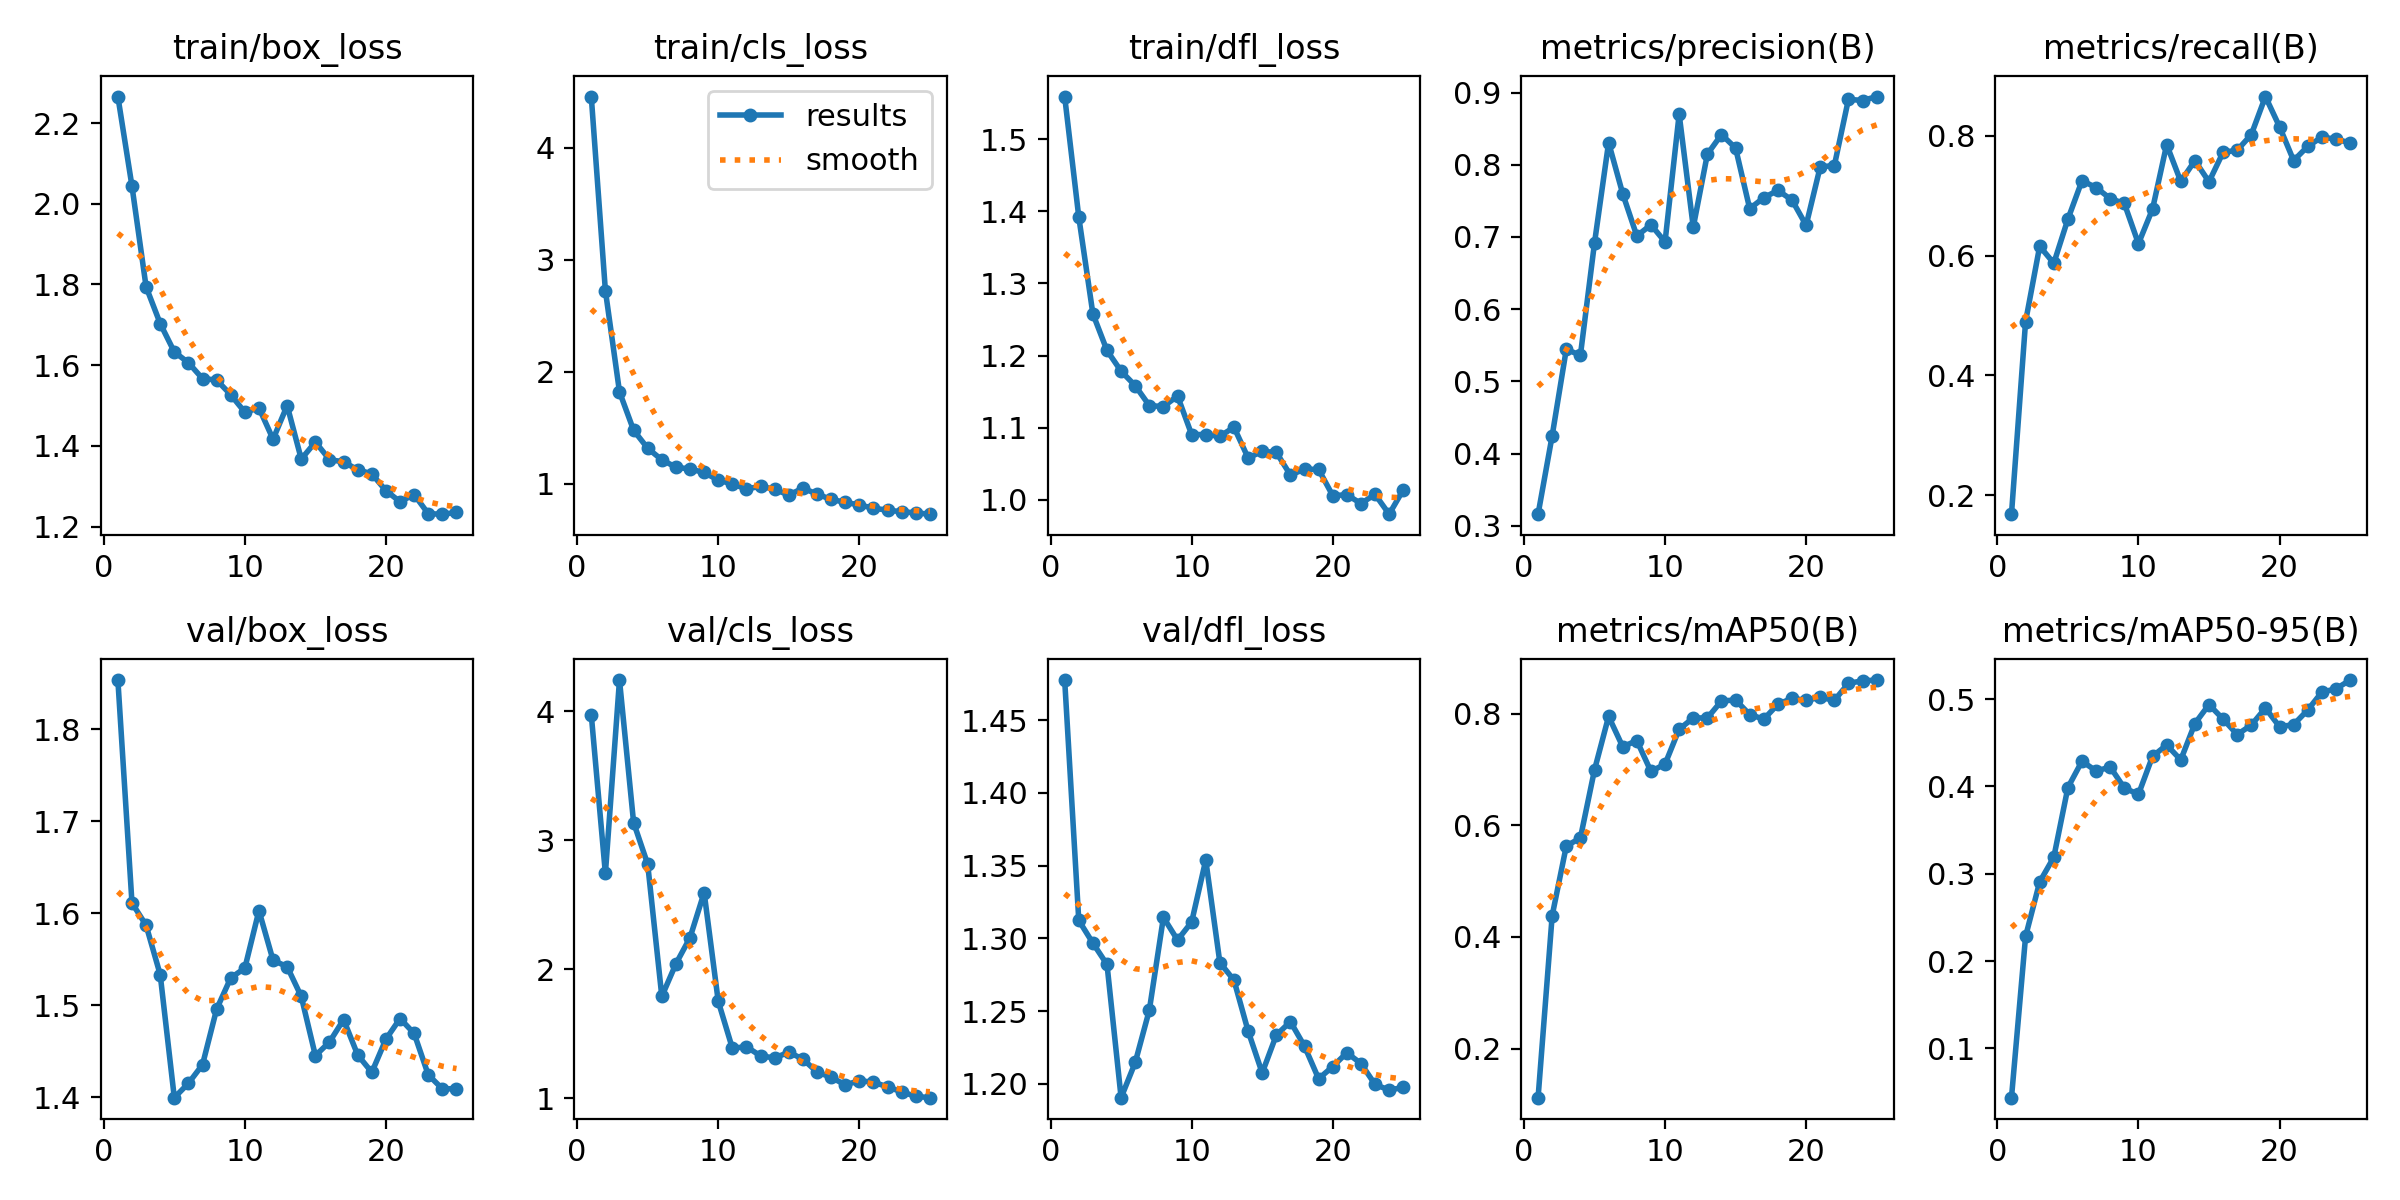 train/box_loss
2.2
2.0
1.8
1.6
1.4
1.2
0 10 20
train/cls_loss
results
smooth
4
3
2
1
0 10 20
train/dfl_loss
1.5
1.4
1.3
1.2
1.1
1.0
0 10 20
metrics/precision(B)
0.9
0.8
0.7
0.6
0.5
0.4
0.3
0 10 20
metrics/recall(B)
0.8
0.6
0.4
0.2
0 10 20
val/box_loss
1.8
1.7
1.6
1.5
1.4
0 10 20
val/cls_loss
4
3
2
1
0 10 20
val/dfl_loss
1.45
1.40
1.35
1.30
1.25
1.20
0 10 20
metrics/mAP50(B)
0.8
0.6
0.4
0.2
0 10 20
metrics/mAP50-95(B)
0.5
0.4
0.3
0.2
0.1
0 10 20